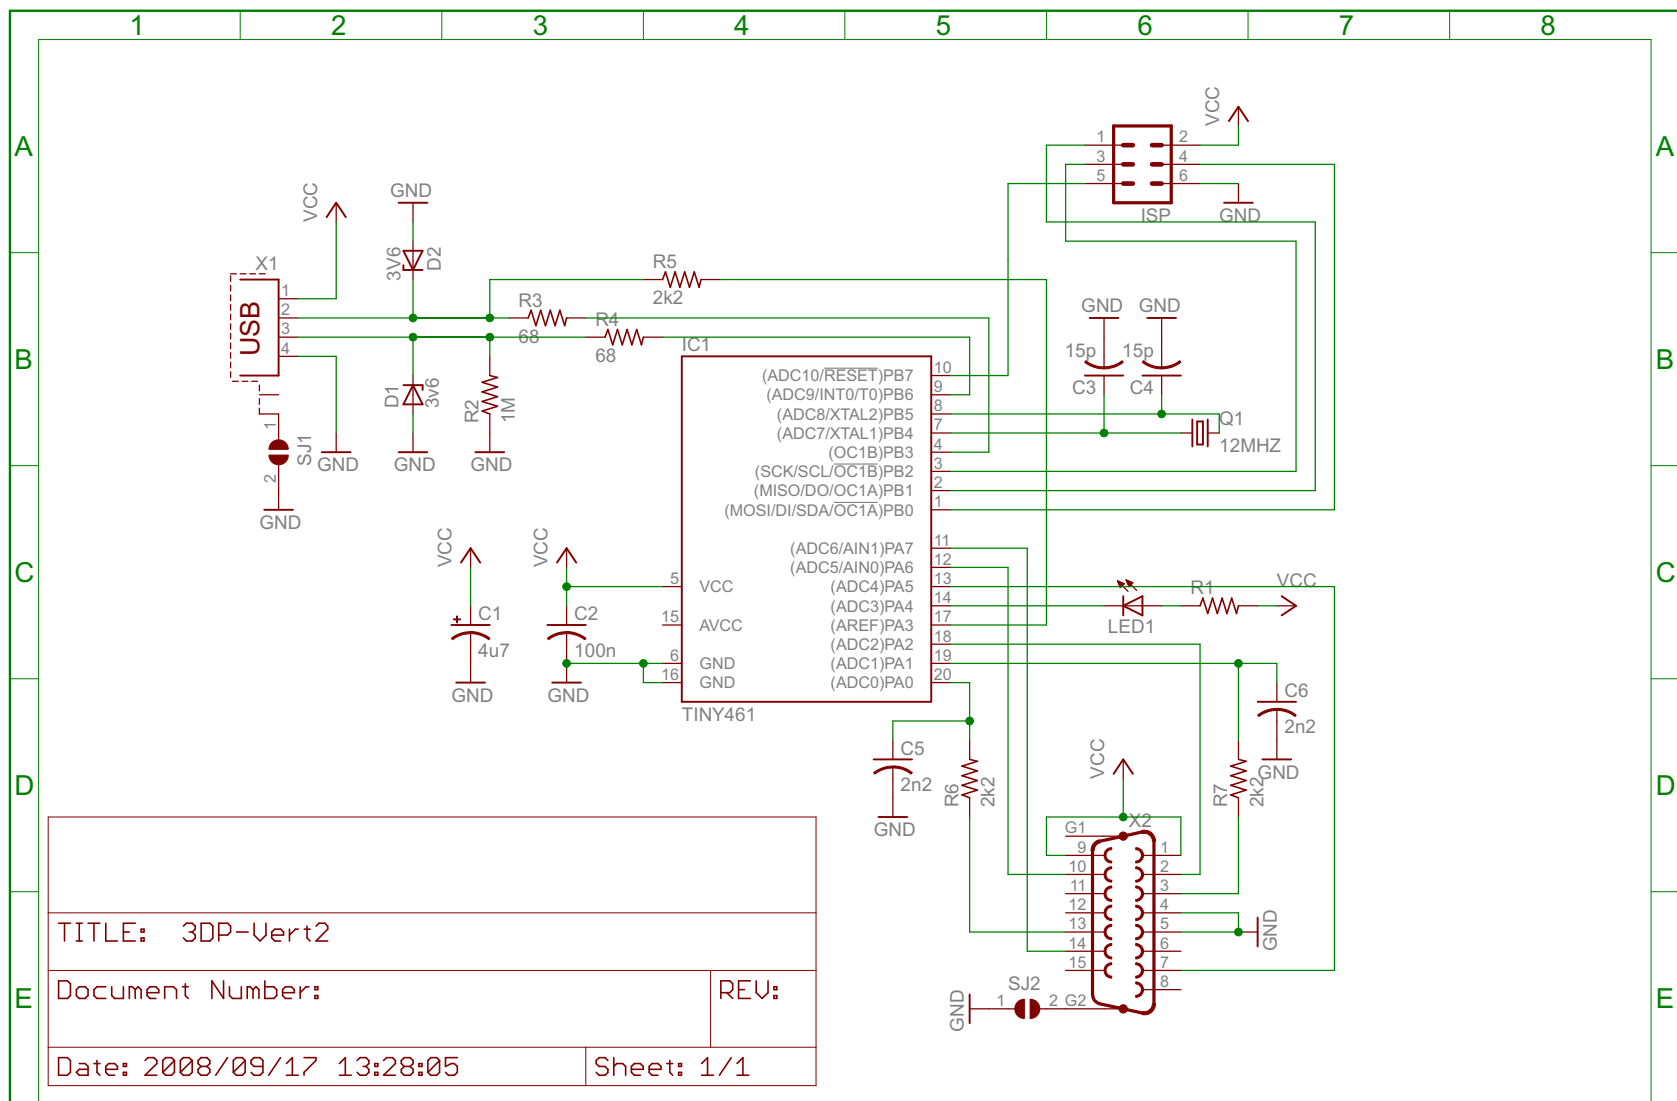 1 2 3 4 5 6 7 8
A A
B B
C C
D D
E E
VCC
1 2
3 4
5 6
ISP
GND
VCC
GND
3V6
D2
X1
USB
1
2
3
4
R5
2k2
R3
68
R4
68
D1
3v6
R2
1M
1
SJ1
2
GND
GND
GND
GND
GND GND
15p 15p
C3 C4
Q1
12MHZ
IC1
(ADC10/RESET)PB7 10
(ADC9/INT0/T0)PB6 9
(ADC8/XTAL2)PB5 8
(ADC7/XTAL1)PB4 7
(OC1B)PB3 4
(SCK/SCL/OC1B)PB2 3
(MISO/DO/OC1A)PB1 2
(MOSI/DI/SDA/OC1A)PB0 1
(ADC6/AIN1)PA7 11
(ADC5/AIN0)PA6 12
5 VCC (ADC4)PA5 13
(ADC3)PA4 14
15 AVCC (AREF)PA3 17
(ADC2)PA2 18
6 GND (ADC1)PA1 19
16 GND (ADC0)PA0 20
TINY461
VCC VCC
+
C1
4u7
C2
100n
GND GND
LED1
R1
VCC
C6
2n2
GND
C5
2n2
GND
R6
2k2
R7
2k2
VCC
X2
G1
9 1
10 2
11 3
12 4
13 5
14 6
15 7
8
GND
GND
1
SJ2
2 G2
TITLE: 3DP-Vert2
Document Number:
REV:
Date: 2008/09/17 13:28:05
Sheet: 1/1